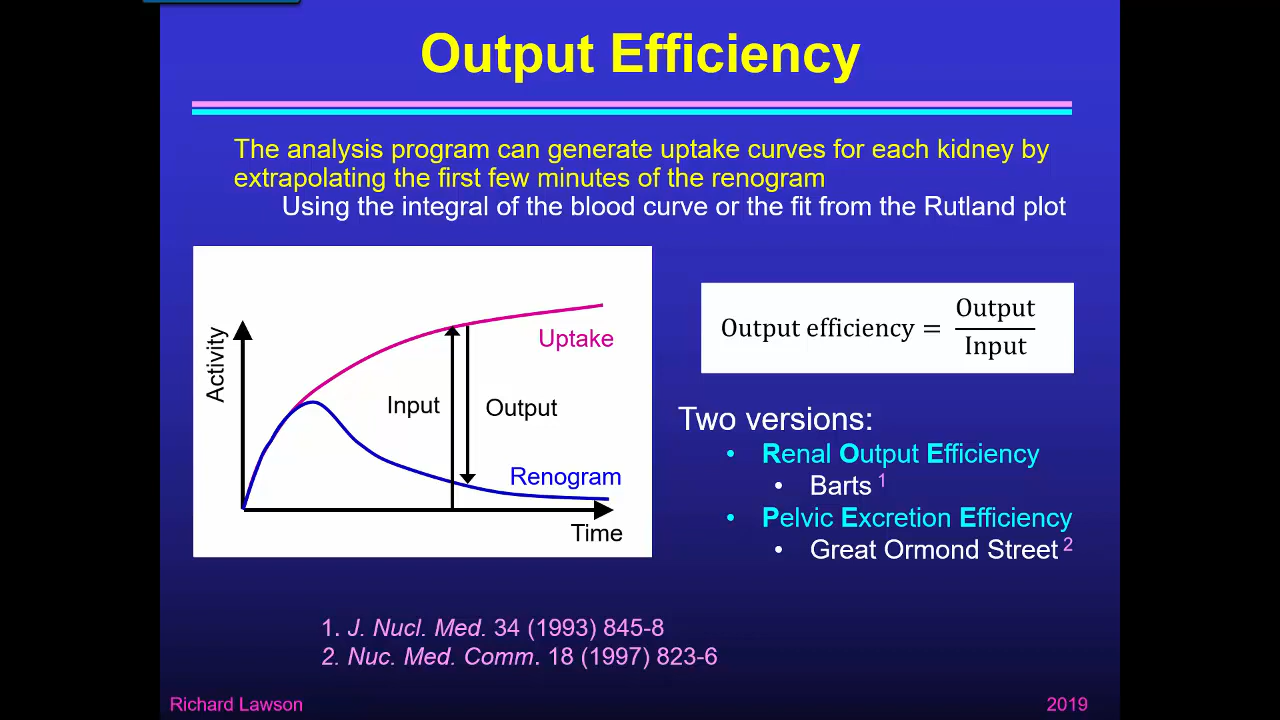 Output Efficiency
The analysis program can generate uptake curves for each kidney by
extrapolating the first few minutes of the renogram
Using the integral of the blood curve or the fit from the Rutland plot
Activity
Uptake
Input
Output
Renogram
Time
Output efficiency = Output / Input
Two versions:
• Renal Output Efficiency
• Barts 1
• Pelvic Excretion Efficiency
• Great Ormond Street 2
1. J. Nucl. Med. 34 (1993) 845-8
2. Nuc. Med. Comm. 18 (1997) 823-6
Richard Lawson
2019